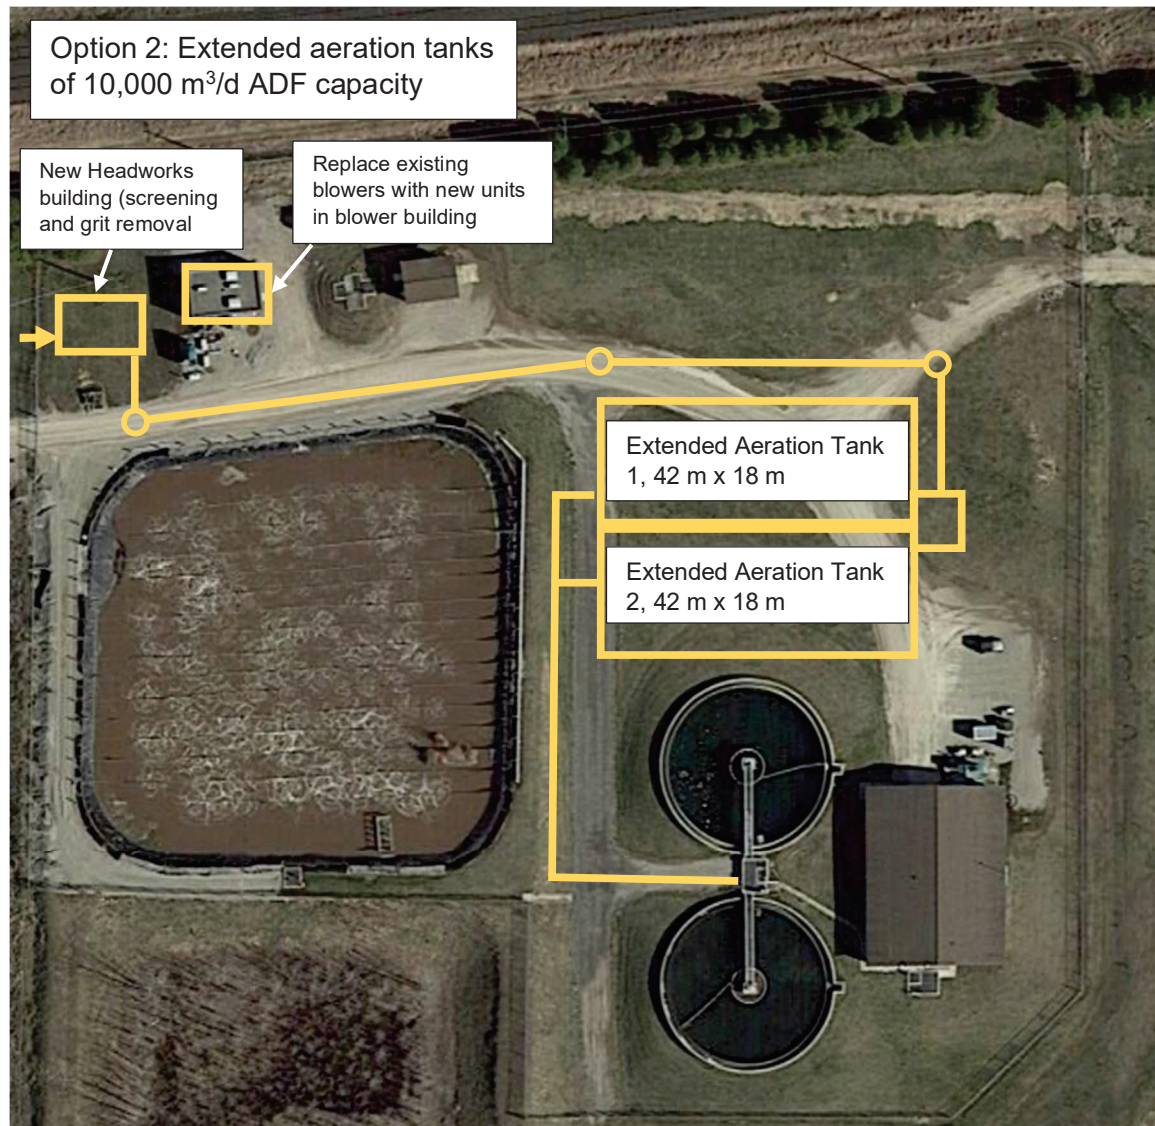 Option 2: Extended aeration tanks
of 10,000 m³/d ADF capacity
New Headworks
building (screening
and grit removal
Replace existing
blowers with new units
in blower building
Extended Aeration Tank
1, 42 m x 18 m
Extended Aeration Tank
2, 42 m x 18 m